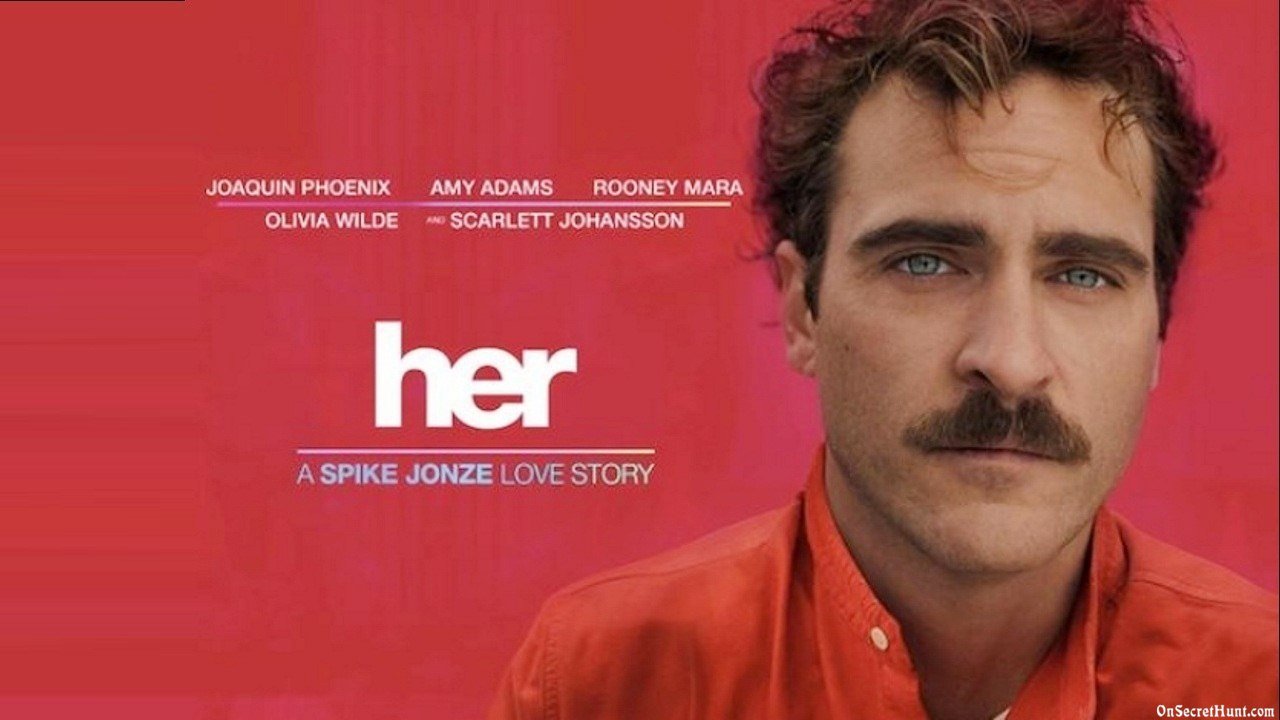 JOAQUIN PHOENIX AMY ADAMS ROONEY MARA
OLIVIA WILDE AND SCARLETT JOHANSSON
her
A SPIKE JONZE LOVE STORY
OnSecretHunt.com